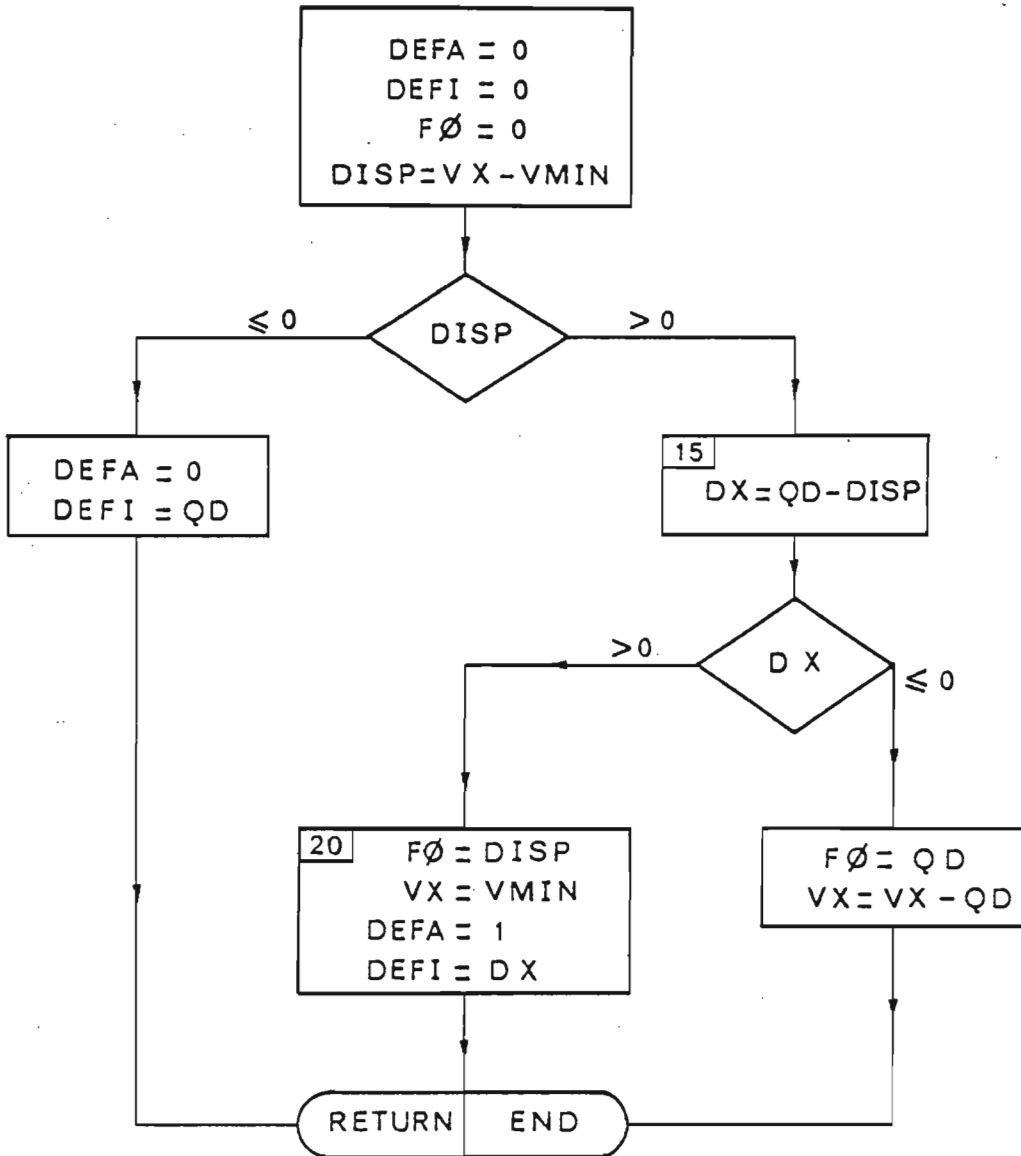 DEFA = 0
DEFI = 0
FØ = 0
DISP=VX-VMIN
≤ 0
DISP
> 0
DEFA = 0
DEFI = QD
15
DX=QD-DISP
>0
DX
≤ 0
20
FØ = DISP
VX = VMIN
DEFA = 1
DEFI = DX
FØ = QD
VX = VX - QD
RETURN
END